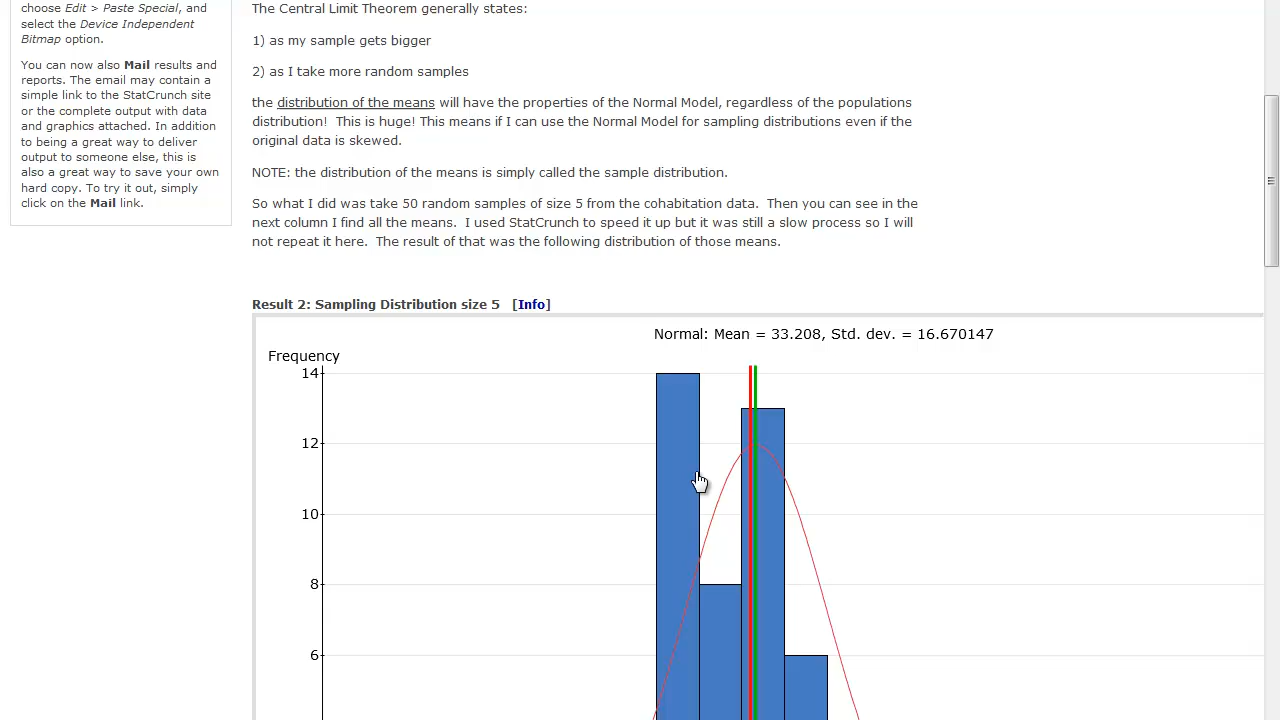 choose Edit > Paste Special, and
select the Device Independent
Bitmap option.
You can now also Mail results and
reports. The email may contain a
simple link to the StatCrunch site
or the complete output with data
and graphics attached. In addition
to being a great way to deliver
output to someone else, this is
also a great way to save your own
hard copy. To try it out, simply
click on the Mail link.
The Central Limit Theorem generally states:
1) as my sample gets bigger
2) as I take more random samples
the distribution of the means will have the properties of the Normal Model, regardless of the populations
distribution!  This is huge! This means if I can use the Normal Model for sampling distributions even if the
original data is skewed.
NOTE: the distribution of the means is simply called the sample distribution.
So what I did was take 50 random samples of size 5 from the cohabitation data.  Then you can see in the
next column I find all the means.  I used StatCrunch to speed it up but it was still a slow process so I will
not repeat it here.  The result of that was the following distribution of those means.
Result 2: Sampling Distribution size 5   [Info]
Normal: Mean = 33.208, Std. dev. = 16.670147
Frequency
14
12
10
8
6